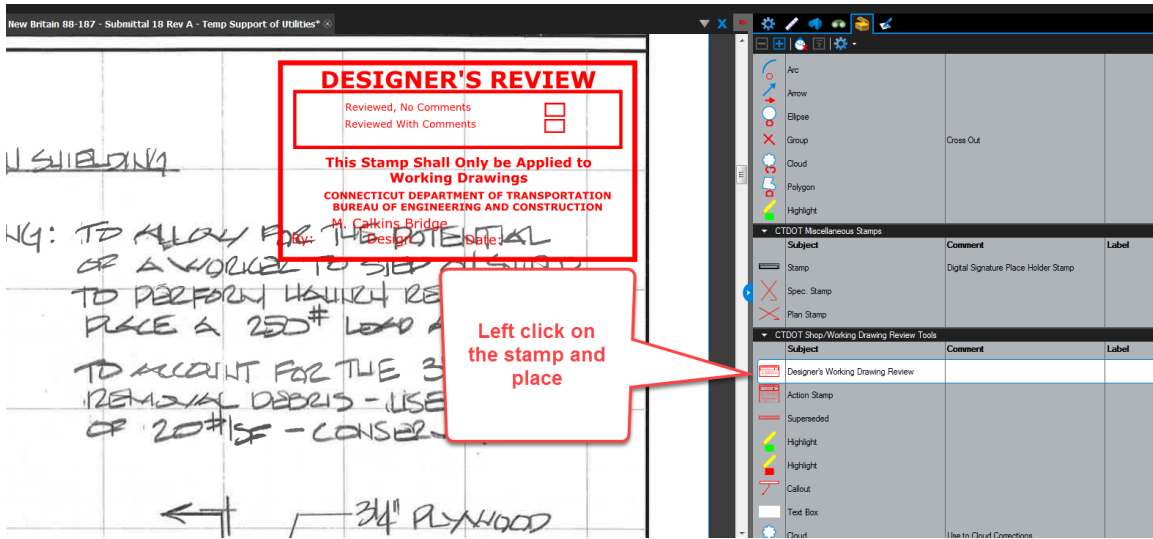 New Britain 88-187 - Submittal 18 Rev A - Temp Support of Utilities*
DESIGNER'S REVIEW
Reviewed, No Comments
Reviewed With Comments
This Stamp Shall Only be Applied to
Working Drawings
CONNECTICUT DEPARTMENT OF TRANSPORTATION
BUREAU OF ENGINEERING AND CONSTRUCTION
M. Calkins Bridge
By: Design Date:
SHIELDING
TO ALLOW FOR THE POTENTIAL
OF A WORKER TO STEP
TO PERFORM HAUNCH RE
PLACE A 250# LOAD
TO ACCOUNT FOR THE 3
REMOVAL DEBRIS - USE
OF 20#/SF - CONSER
3/4" PLYWOOD
Left click on
the stamp and
place
Arc
Arrow
Ellipse
Group Cross Out
Cloud
Polygon
Highlight
CTDOT Miscellaneous Stamps
Subject Comment Label
Stamp Digital Signature Place Holder Stamp
Spec. Stamp
Plan Stamp
CTDOT Shop/Working Drawing Review Tools
Subject Comment Label
Designer's Working Drawing Review
Action Stamp
Superseded
Highlight
Highlight
Callout
Text Box
Cloud Use to Cloud Corrections